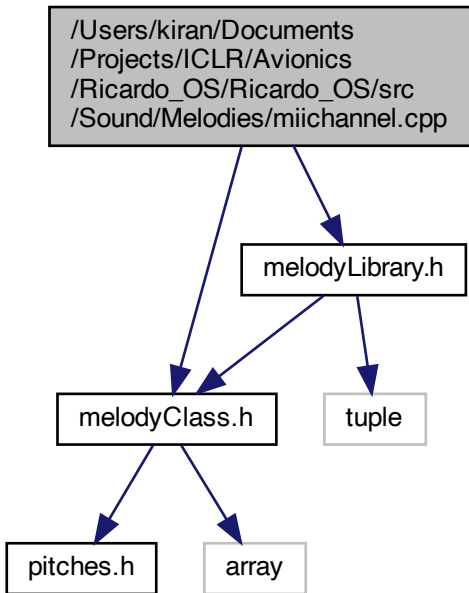 /Users/kiran/Documents
/Projects/ICLR/Avionics
/Ricardo_OS/Ricardo_OS/src
/Sound/Melodies/miichannel.cpp
melodyLibrary.h
melodyClass.h
tuple
pitches.h
array